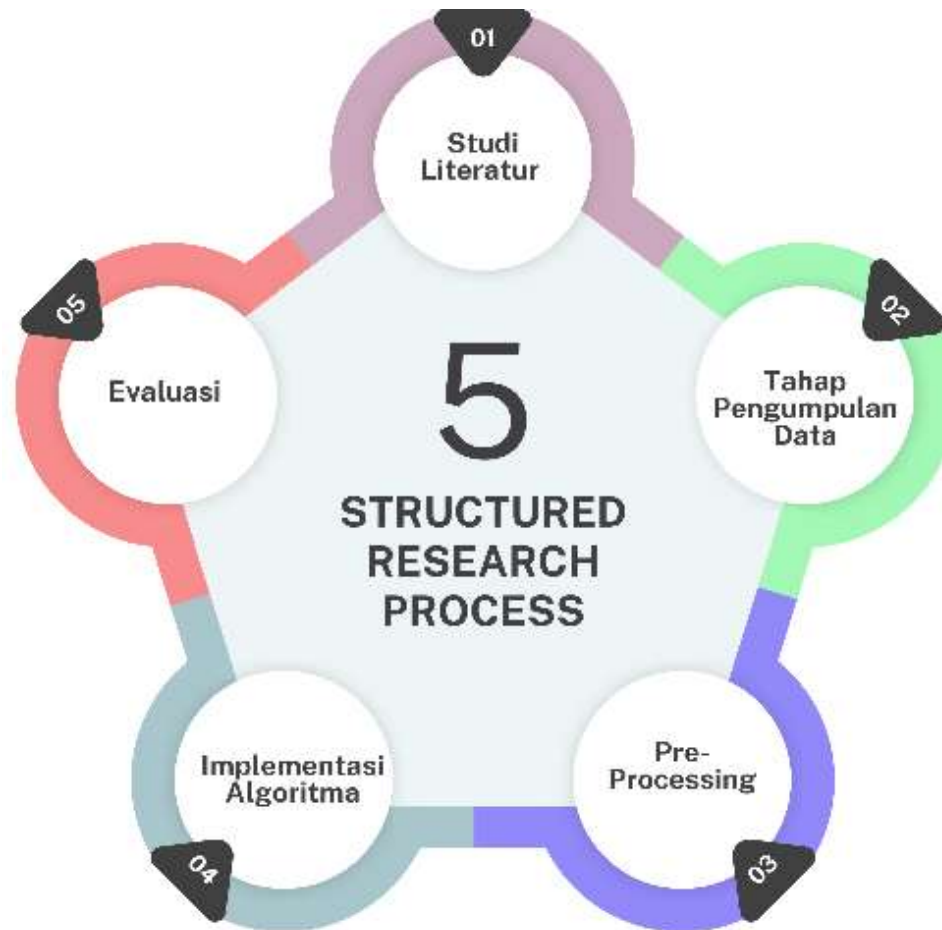 01
Studi
Literatur
02
Tahap
Pengumpulan
Data
Pre-
Processing
03
Implementasi
Algoritma
04
05
Evaluasi
5
STRUCTURED
RESEARCH
PROCESS